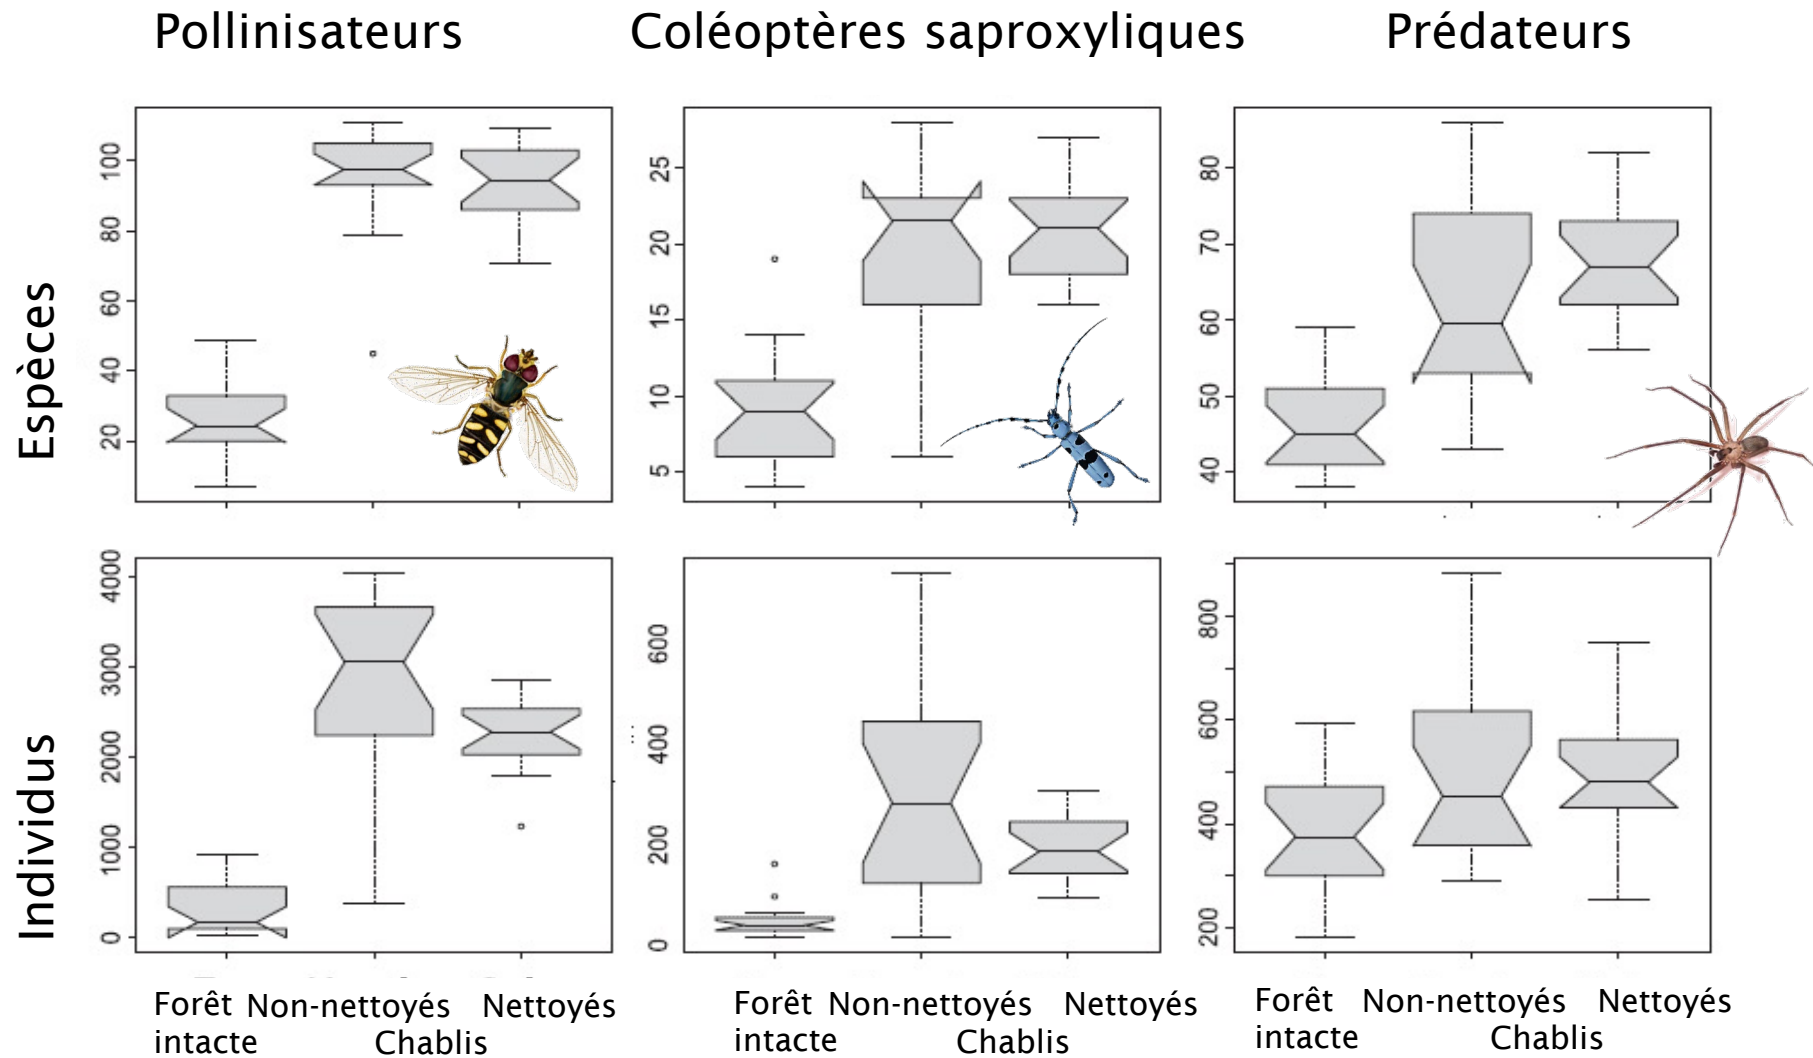 Pollinisateurs
Coléoptères saproxyliques
Prédateurs
Espèces
100
80
60
40
20
25
20
15
10
5
80
70
60
50
40
Individus
4000
3000
2000
1000
0
600
400
200
0
800
600
400
200
Forêt Non-nettoyés Nettoyés
intacte Chablis
Forêt Non-nettoyés Nettoyés
intacte Chablis
Forêt Non-nettoyés Nettoyés
intacte Chablis